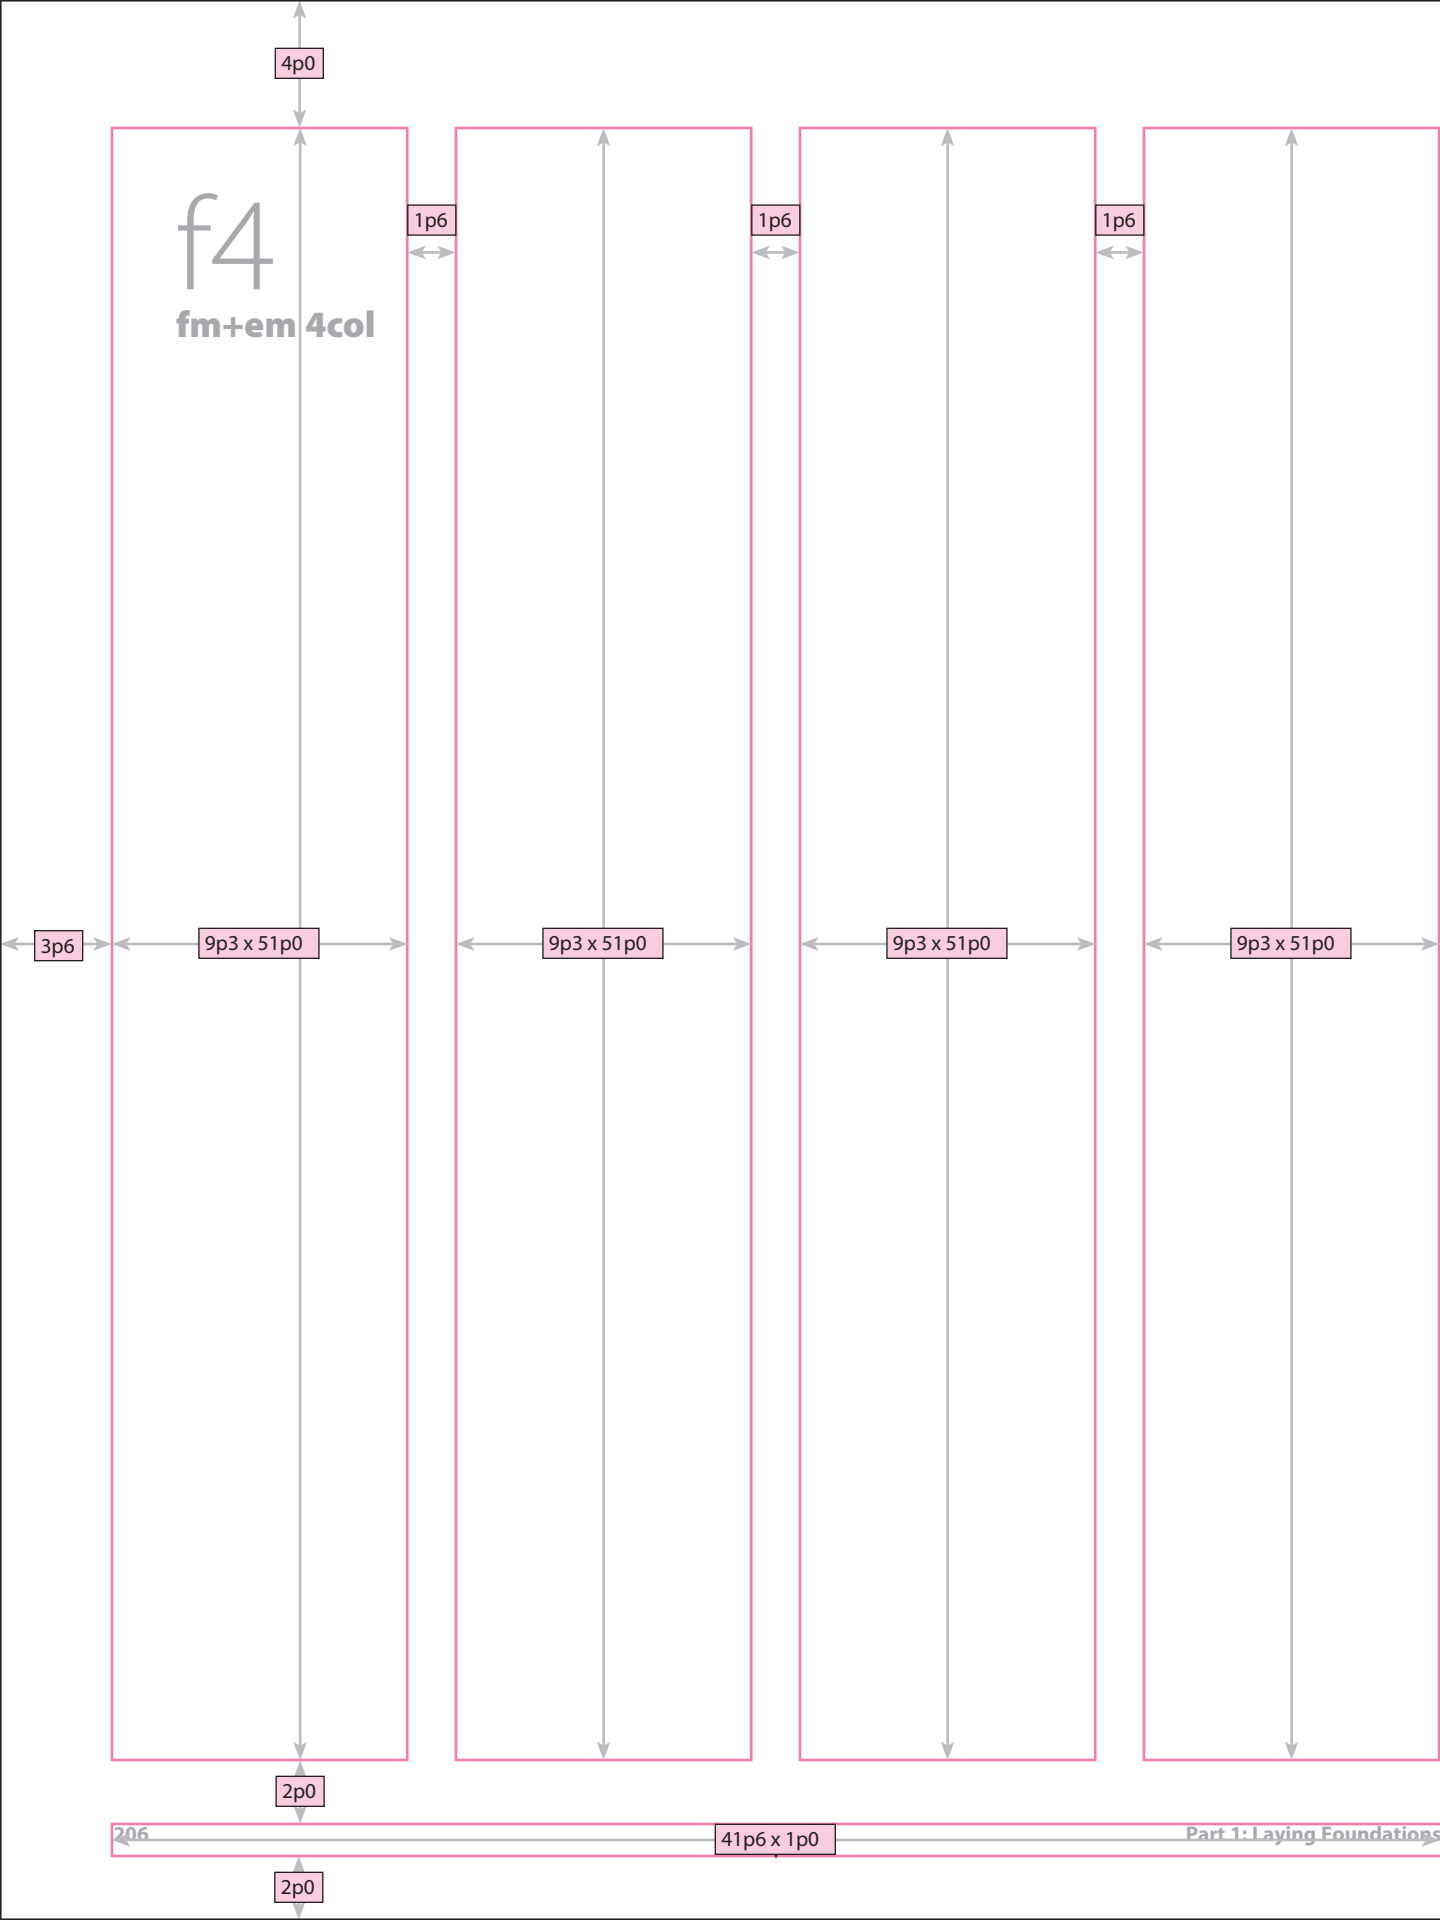 4p0
f4
fm+em 4col
1p6
1p6
1p6
3p6
9p3 x 51p0
9p3 x 51p0
9p3 x 51p0
9p3 x 51p0
2p0
206
41p6 x 1p0
Part 1: Laying Foundations
2p0